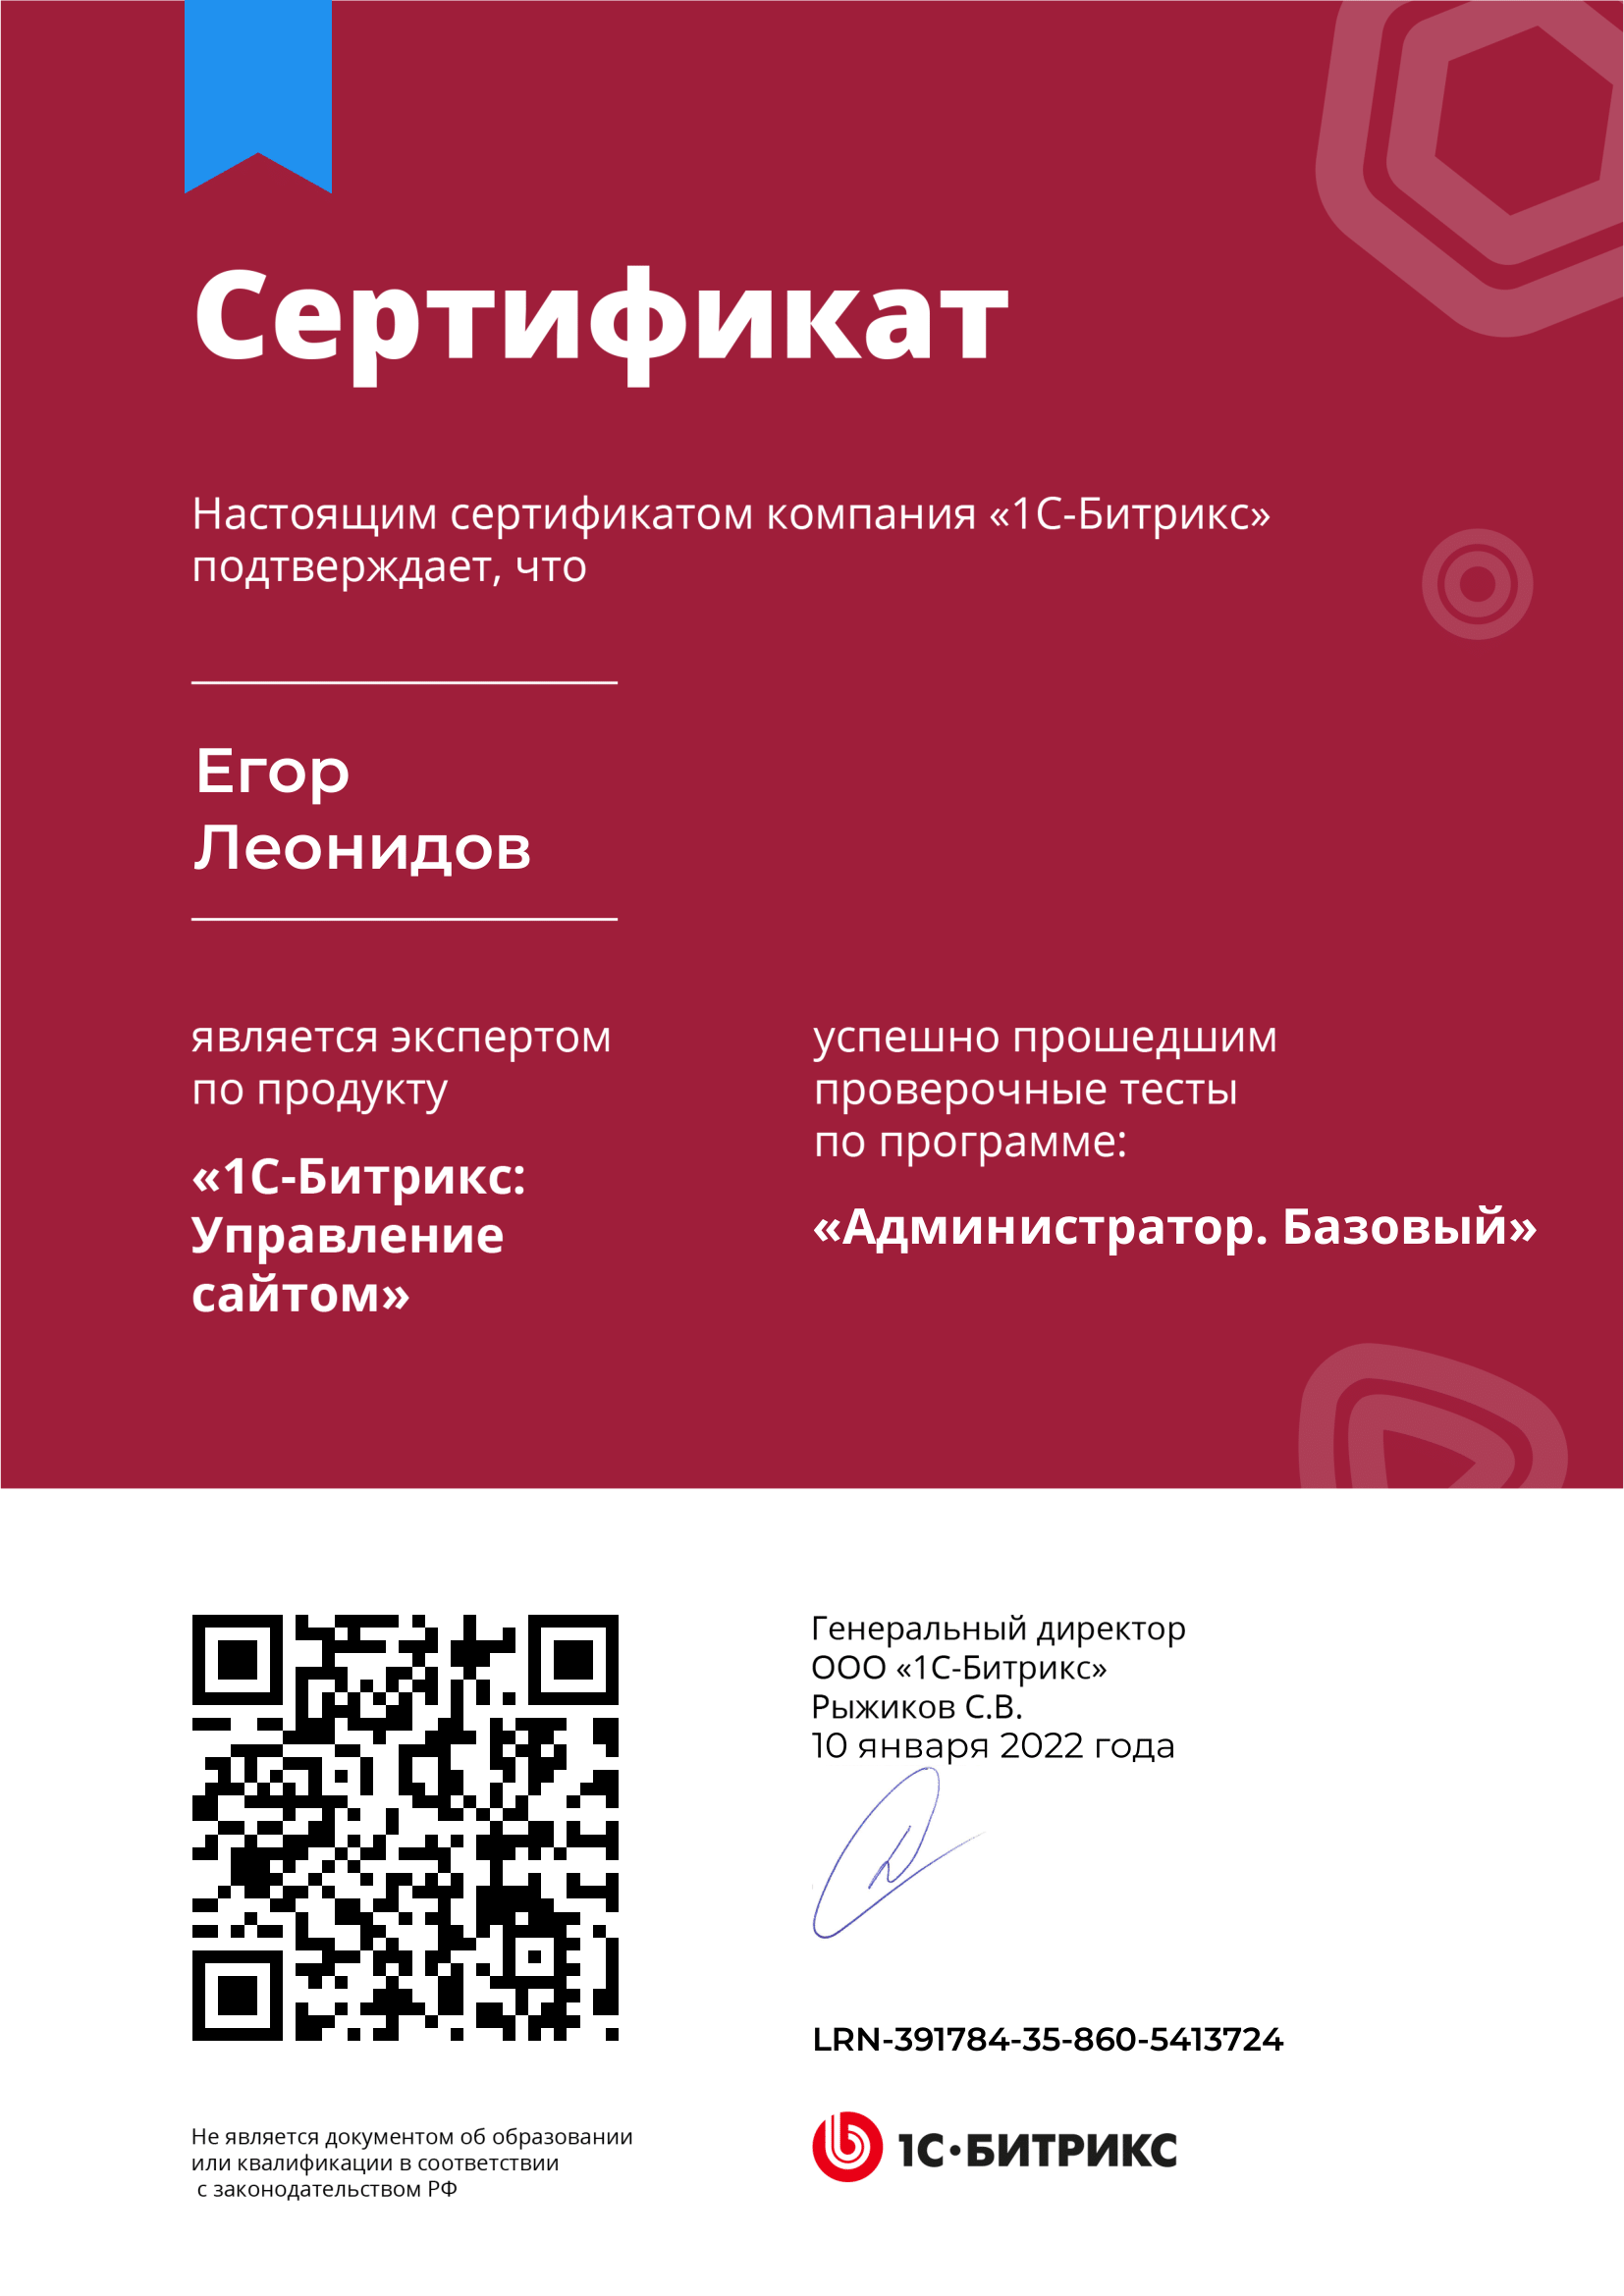 Сертификат
Настоящим сертификатом компания «1С-Битрикс»
подтверждает, что
Егор
Леонидов
является экспертом
по продукту
«1С-Битрикс:
Управление
сайтом»
успешно прошедшим
проверочные тесты
по программе:
«Администратор. Базовый»
Генеральный директор
ООО «1С-Битрикс»
Рыжиков С.В.
10 января 2022 года
LRN-391784-35-860-5413724
Не является документом об образовании
или квалификации в соответствии
с законодательством РФ
1С·БИТРИКС